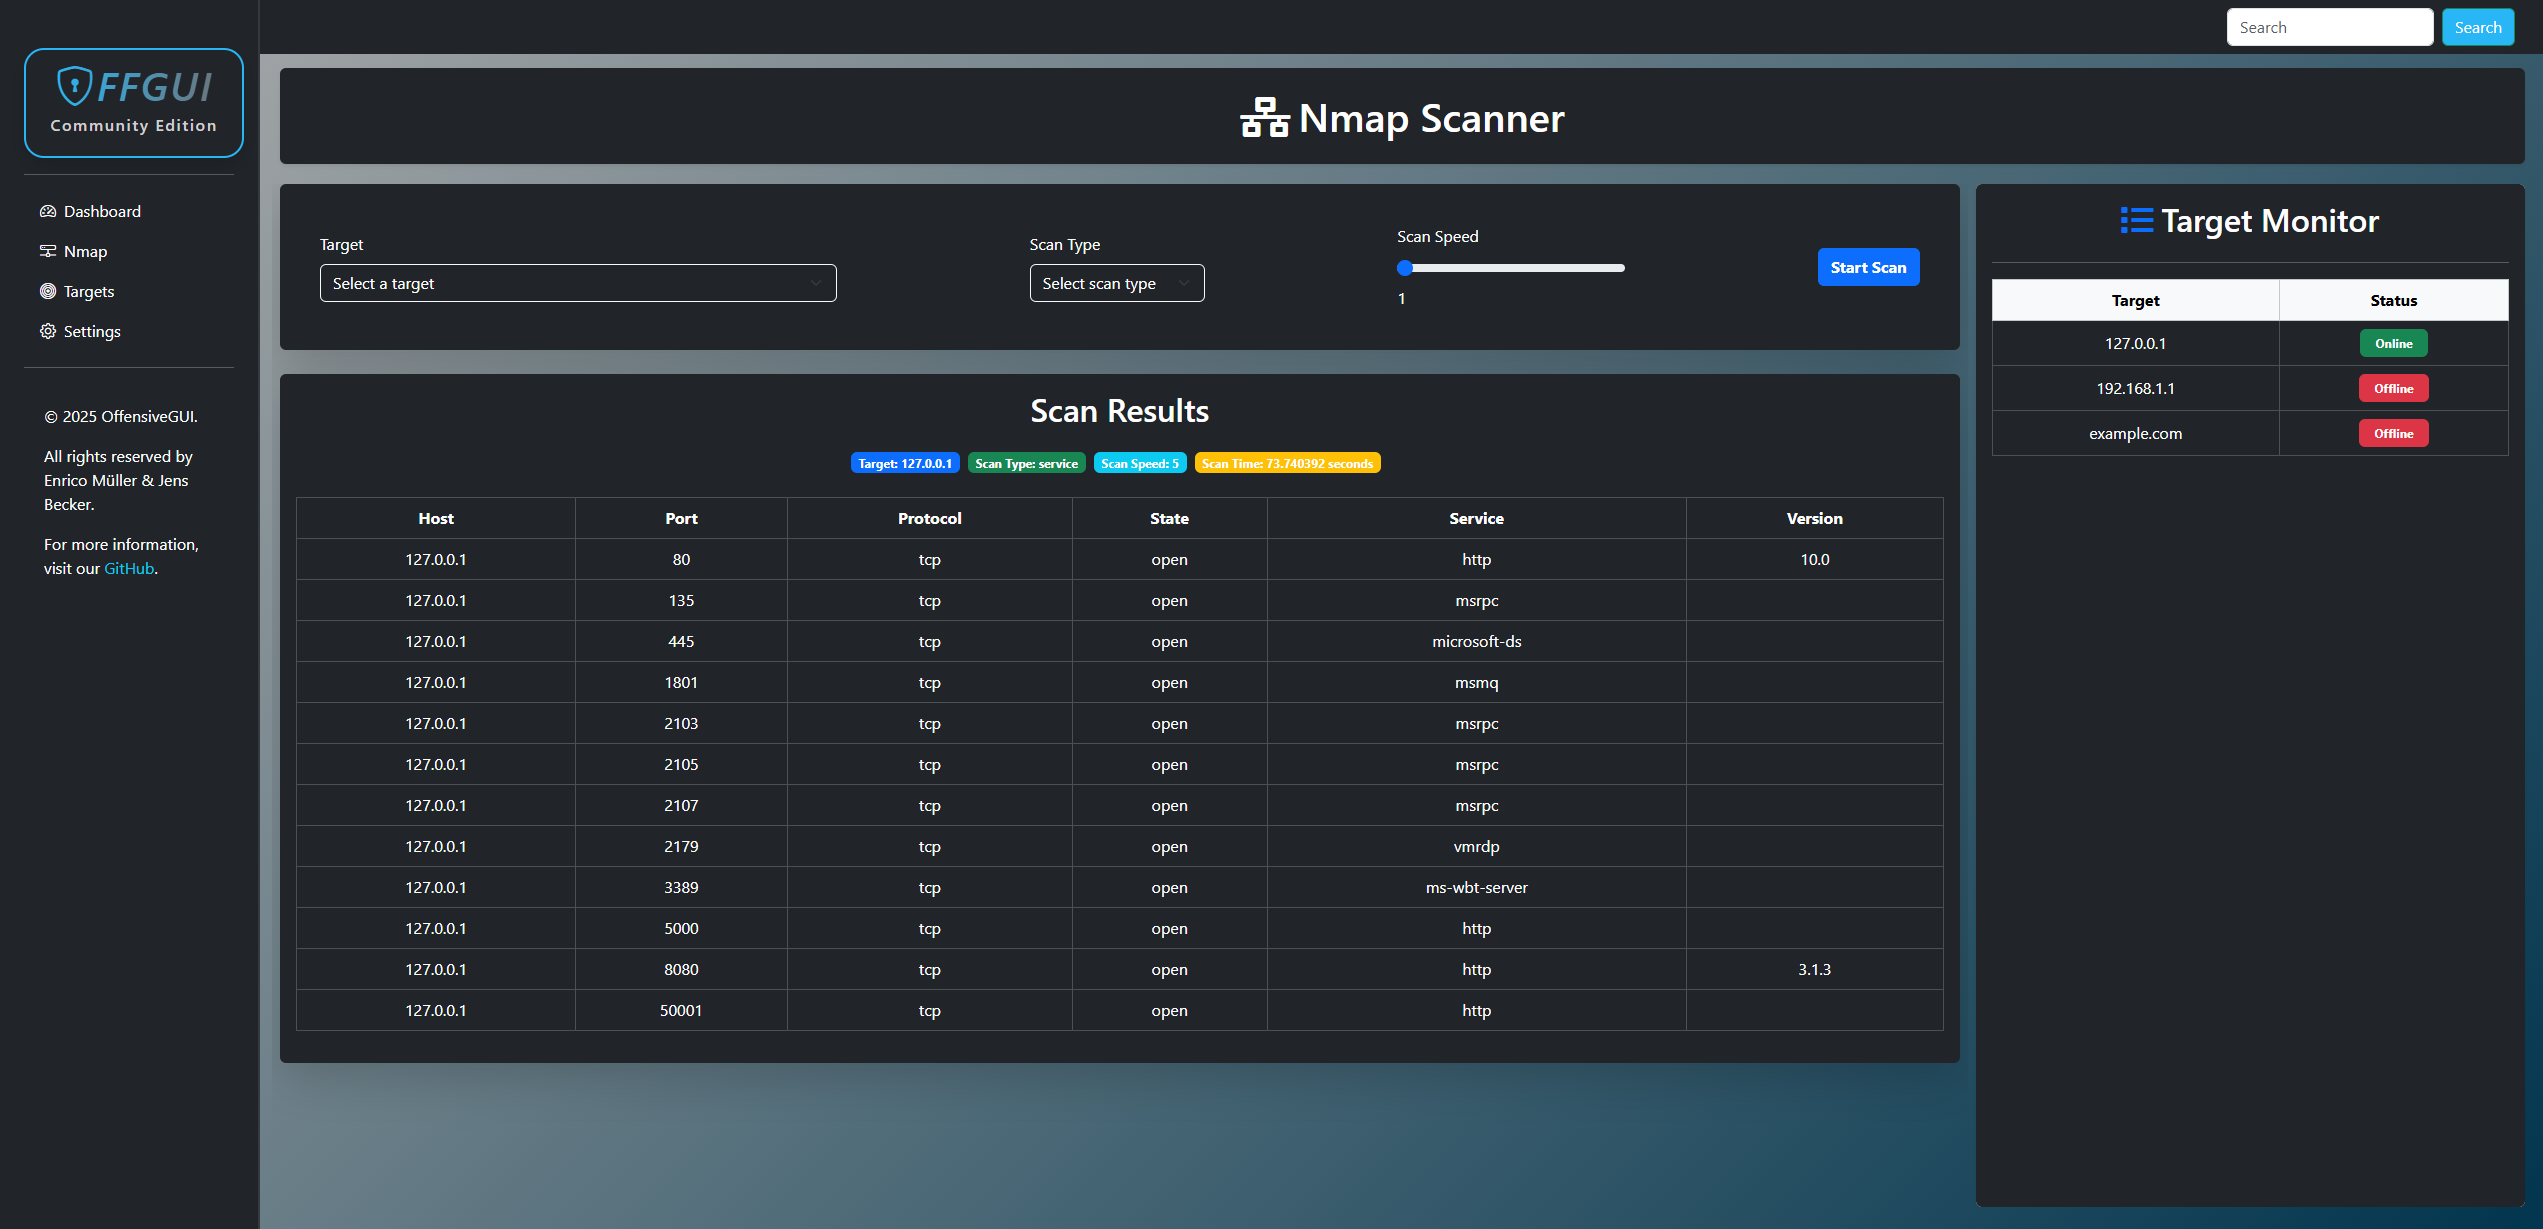 FFGUI
Community Edition
Dashboard
Nmap
Targets
Settings
© 2025 OffensiveGUI.
All rights reserved by
Enrico Müller & Jens
Becker.
For more information,
visit our GitHub.
Search Search
Nmap Scanner
Target Scan Type Scan Speed
Select a target Select scan type Start Scan
1
Scan Results
Target: 127.0.0.1 Scan Type: service Scan Speed: 5 Scan Time: 73.740392 seconds
Host Port Protocol State Service Version
127.0.0.1 80 tcp open http 10.0
127.0.0.1 135 tcp open msrpc
127.0.0.1 445 tcp open microsoft-ds
127.0.0.1 1801 tcp open msmq
127.0.0.1 2103 tcp open msrpc
127.0.0.1 2105 tcp open msrpc
127.0.0.1 2107 tcp open msrpc
127.0.0.1 2179 tcp open vmrdp
127.0.0.1 3389 tcp open ms-wbt-server
127.0.0.1 5000 tcp open http
127.0.0.1 8080 tcp open http 3.1.3
127.0.0.1 50001 tcp open http
Target Monitor
Target Status
127.0.0.1 Online
192.168.1.1 Offline
example.com Offline